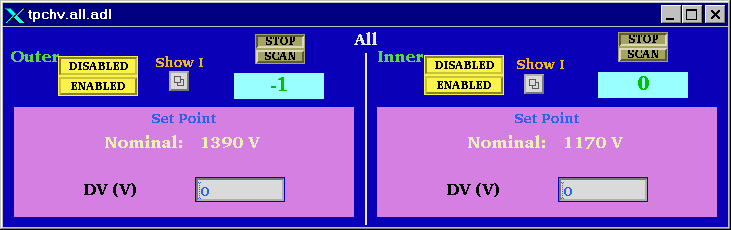 tpchv.all.adl
All
Outer
DISABLED
ENABLED
Show I
STOP
SCAN
-1
Set Point
Nominal: 1390 V
DV (V) 0
Inner
DISABLED
ENABLED
Show I
STOP
SCAN
0
Set Point
Nominal: 1170 V
DV (V) 0